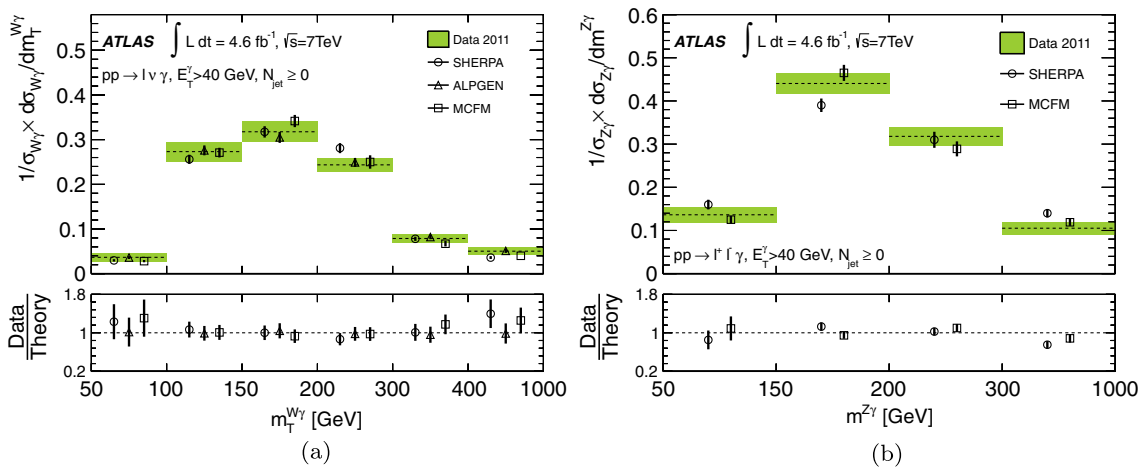 1/σ_Wγ × dσ_Wγ/dm_T^Wγ
0.5
0.4
0.3
0.2
0.1
0
ATLAS ∫ L dt = 4.6 fb⁻¹, √s=7TeV
pp → l ν γ, E_T^γ>40 GeV, N_jet ≥ 0
Data 2011
SHERPA
ALPGEN
MCFM
Data
Theory
1.8
1
0.2
50 100 150 200 300 400 1000
m_T^Wγ [GeV]
(a)
1/σ_Zγ × dσ_Zγ/dm^Zγ
0.6
0.5
0.4
0.3
0.2
0.1
0
ATLAS ∫ L dt = 4.6 fb⁻¹, √s=7TeV
Data 2011
SHERPA
MCFM
pp → l⁺ l⁻ γ, E_T^γ>40 GeV, N_jet ≥ 0
Data
Theory
1.8
1
0.2
50 150 200 300 1000
m^Zγ [GeV]
(b)